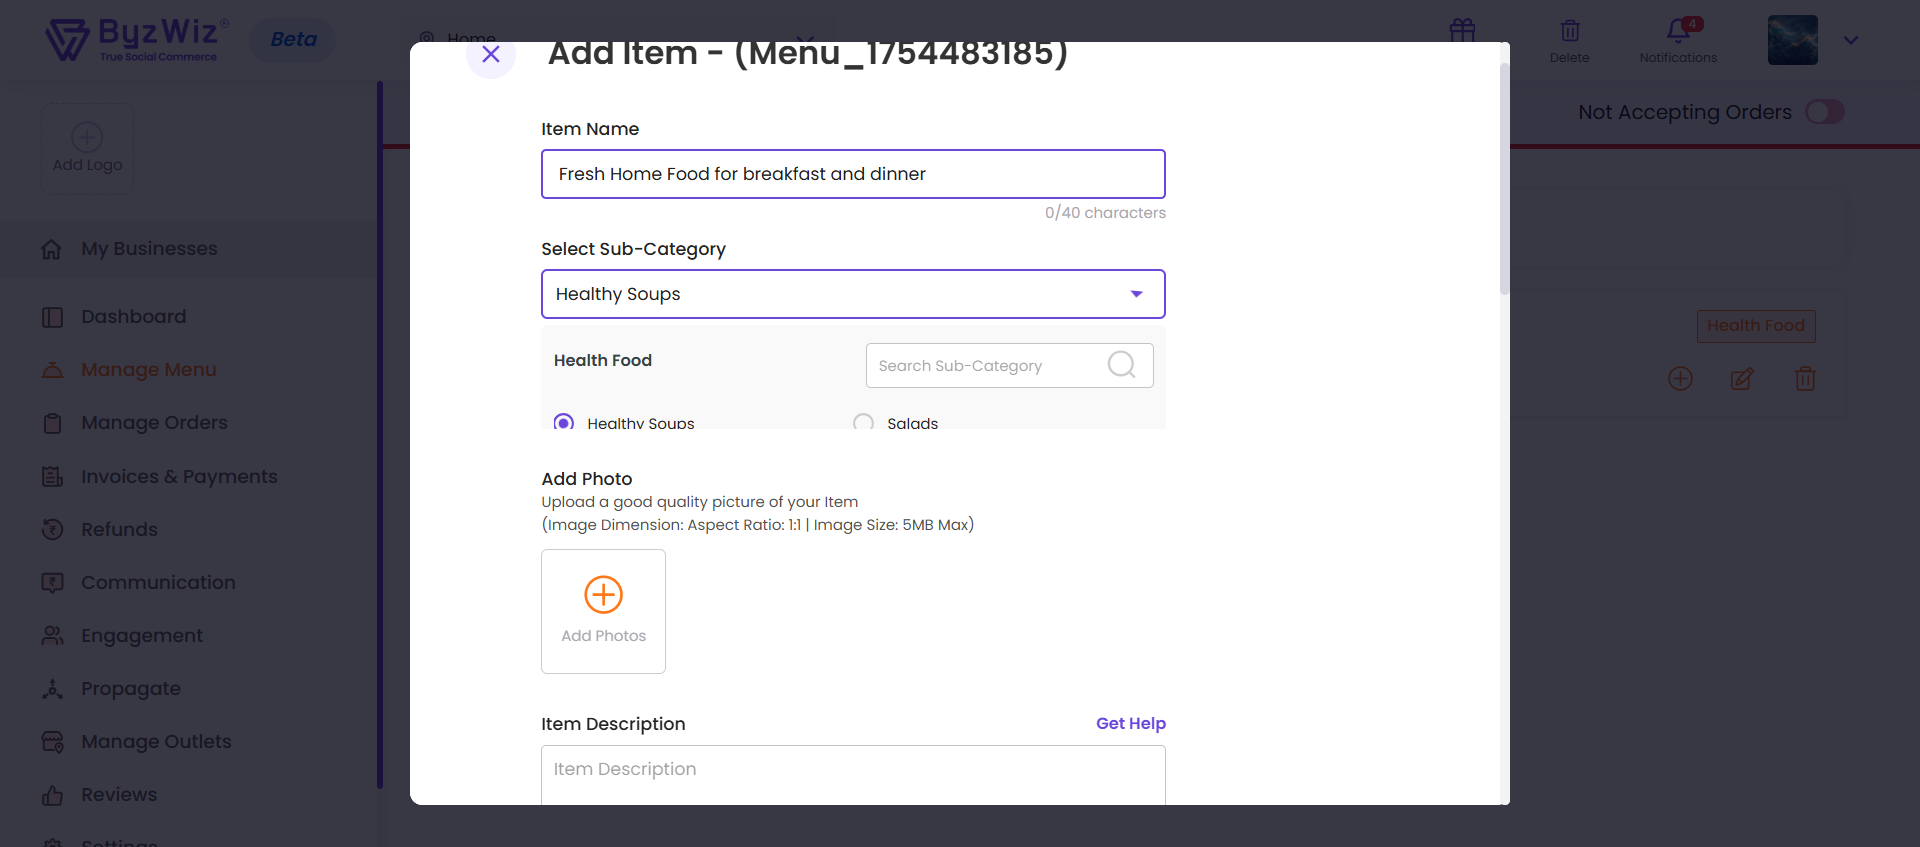 ByzWiz®
True Social Commerce
Beta
Home
Delete
4
Notifications
Add Logo
My Businesses
Dashboard
Manage Menu
Manage Orders
Invoices & Payments
Refunds
Communication
Engagement
Propagate
Manage Outlets
Reviews
Settings
Add Item - (Menu_1754483185)
Item Name
Fresh Home Food for breakfast and dinner
0/40 characters
Select Sub-Category
Healthy Soups
Health Food
Search Sub-Category
Healthy Soups
Salads
Add Photo
Upload a good quality picture of your Item
(Image Dimension: Aspect Ratio: 1:1 | Image Size: 5MB Max)
Add Photos
Item Description
Get Help
Item Description
Not Accepting Orders
Health Food